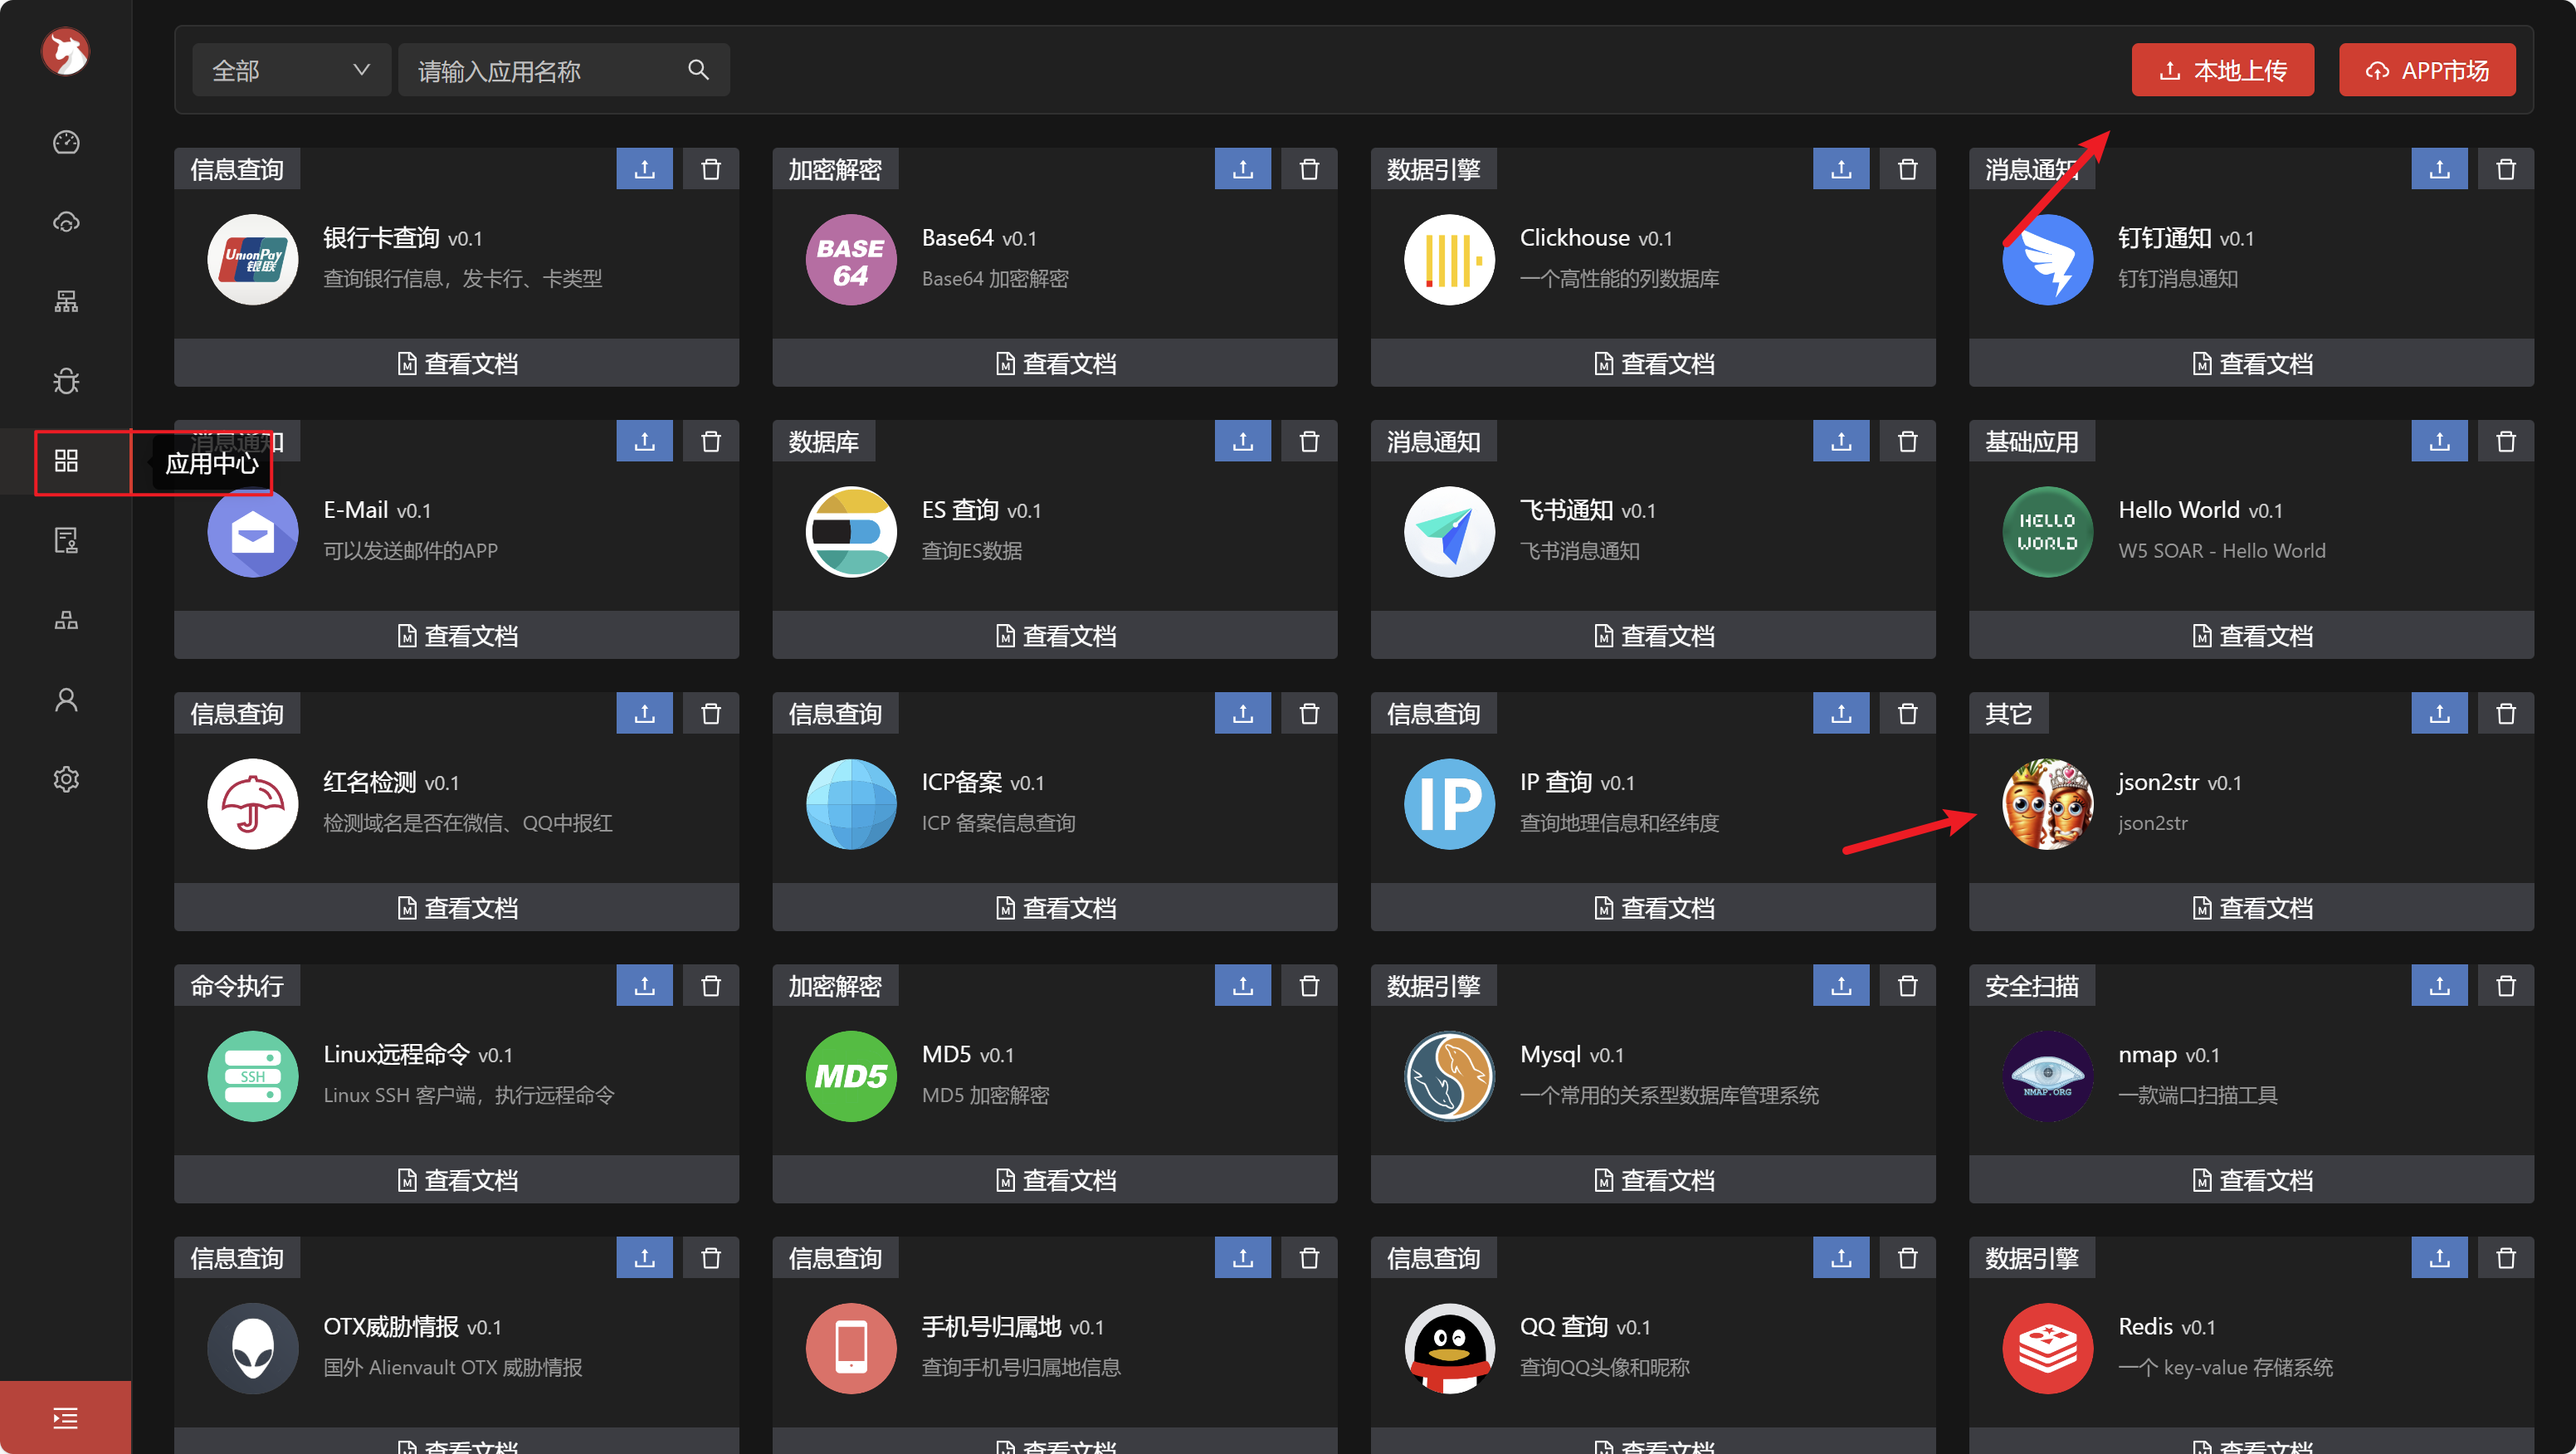 全部
请输入应用名称
本地上传
APP市场
信息查询
银行卡查询 v0.1
查询银行信息，发卡行、卡类型
UnionPay
银联
查看文档
加密解密
BASE
64
Base64 v0.1
Base64 加密解密
查看文档
数据引擎
Clickhouse v0.1
一个高性能的列数据库
查看文档
消息通知
钉钉通知 v0.1
钉钉消息通知
查看文档
应用中心
消息通知
E-Mail v0.1
可以发送邮件的APP
查看文档
数据库
ES 查询 v0.1
查询ES数据
查看文档
消息通知
飞书通知 v0.1
飞书消息通知
查看文档
基础应用
HELLO
WORLD
Hello World v0.1
W5 SOAR - Hello World
查看文档
信息查询
红名检测 v0.1
检测域名是否在微信、QQ中报红
查看文档
信息查询
ICP备案 v0.1
ICP 备案信息查询
查看文档
信息查询
IP
IP 查询 v0.1
查询地理信息和经纬度
查看文档
其它
json2str v0.1
json2str
查看文档
命令执行
SSH
Linux远程命令 v0.1
Linux SSH 客户端，执行远程命令
查看文档
加密解密
MD5
MD5 v0.1
MD5 加密解密
查看文档
数据引擎
Mysql v0.1
一个常用的关系型数据库管理系统
查看文档
安全扫描
NMAP.ORG
nmap v0.1
一款端口扫描工具
查看文档
信息查询
OTX威胁情报 v0.1
国外 Alienvault OTX 威胁情报
查看文档
信息查询
手机号归属地 v0.1
查询手机号归属地信息
查看文档
信息查询
QQ 查询 v0.1
查询QQ头像和昵称
查看文档
数据引擎
Redis v0.1
一个 key-value 存储系统
查看文档